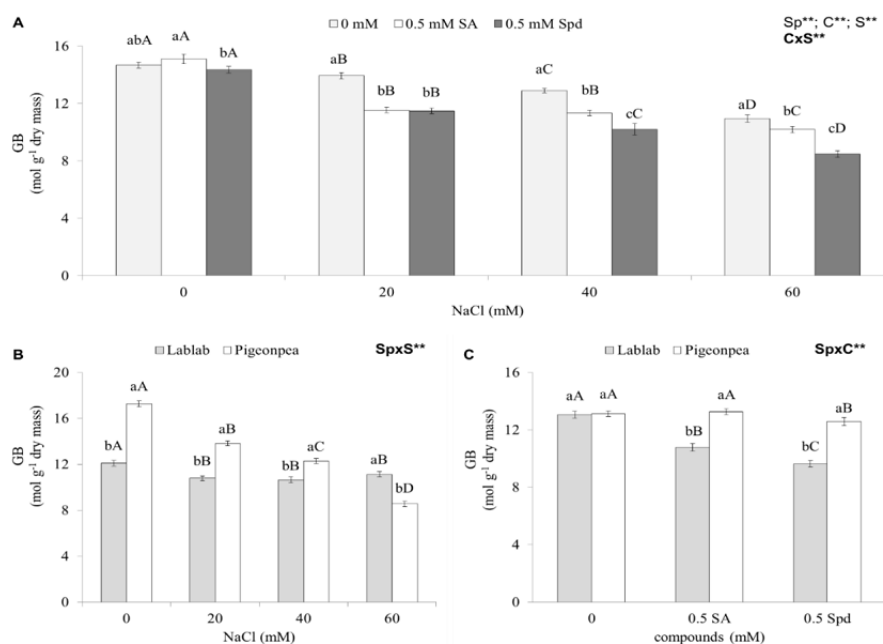 A
0 mM 0.5 mM SA 0.5 mM Spd
Sp**; C**; S**
CxS**
16
12
8
4
0
GB
(mol g-1 dry mass)
abA aA bA
aB bB bB
aC bB cC
aD bC cD
0 20 40 60
NaCl (mM)
B
Lablab Pigeonpea
SpxS**
20
16
12
8
4
0
GB
(mol g-1 dry mass)
bA aA
bB aB
bB aC
aB bD
0 20 40 60
NaCl (mM)
C
Lablab Pigeonpea
SpxC**
16
12
9
6
3
0
GB
(mol g-1 dry mass)
aA aA
bB aA
bC aB
0 0.5 SA 0.5 Spd
compounds (mM)